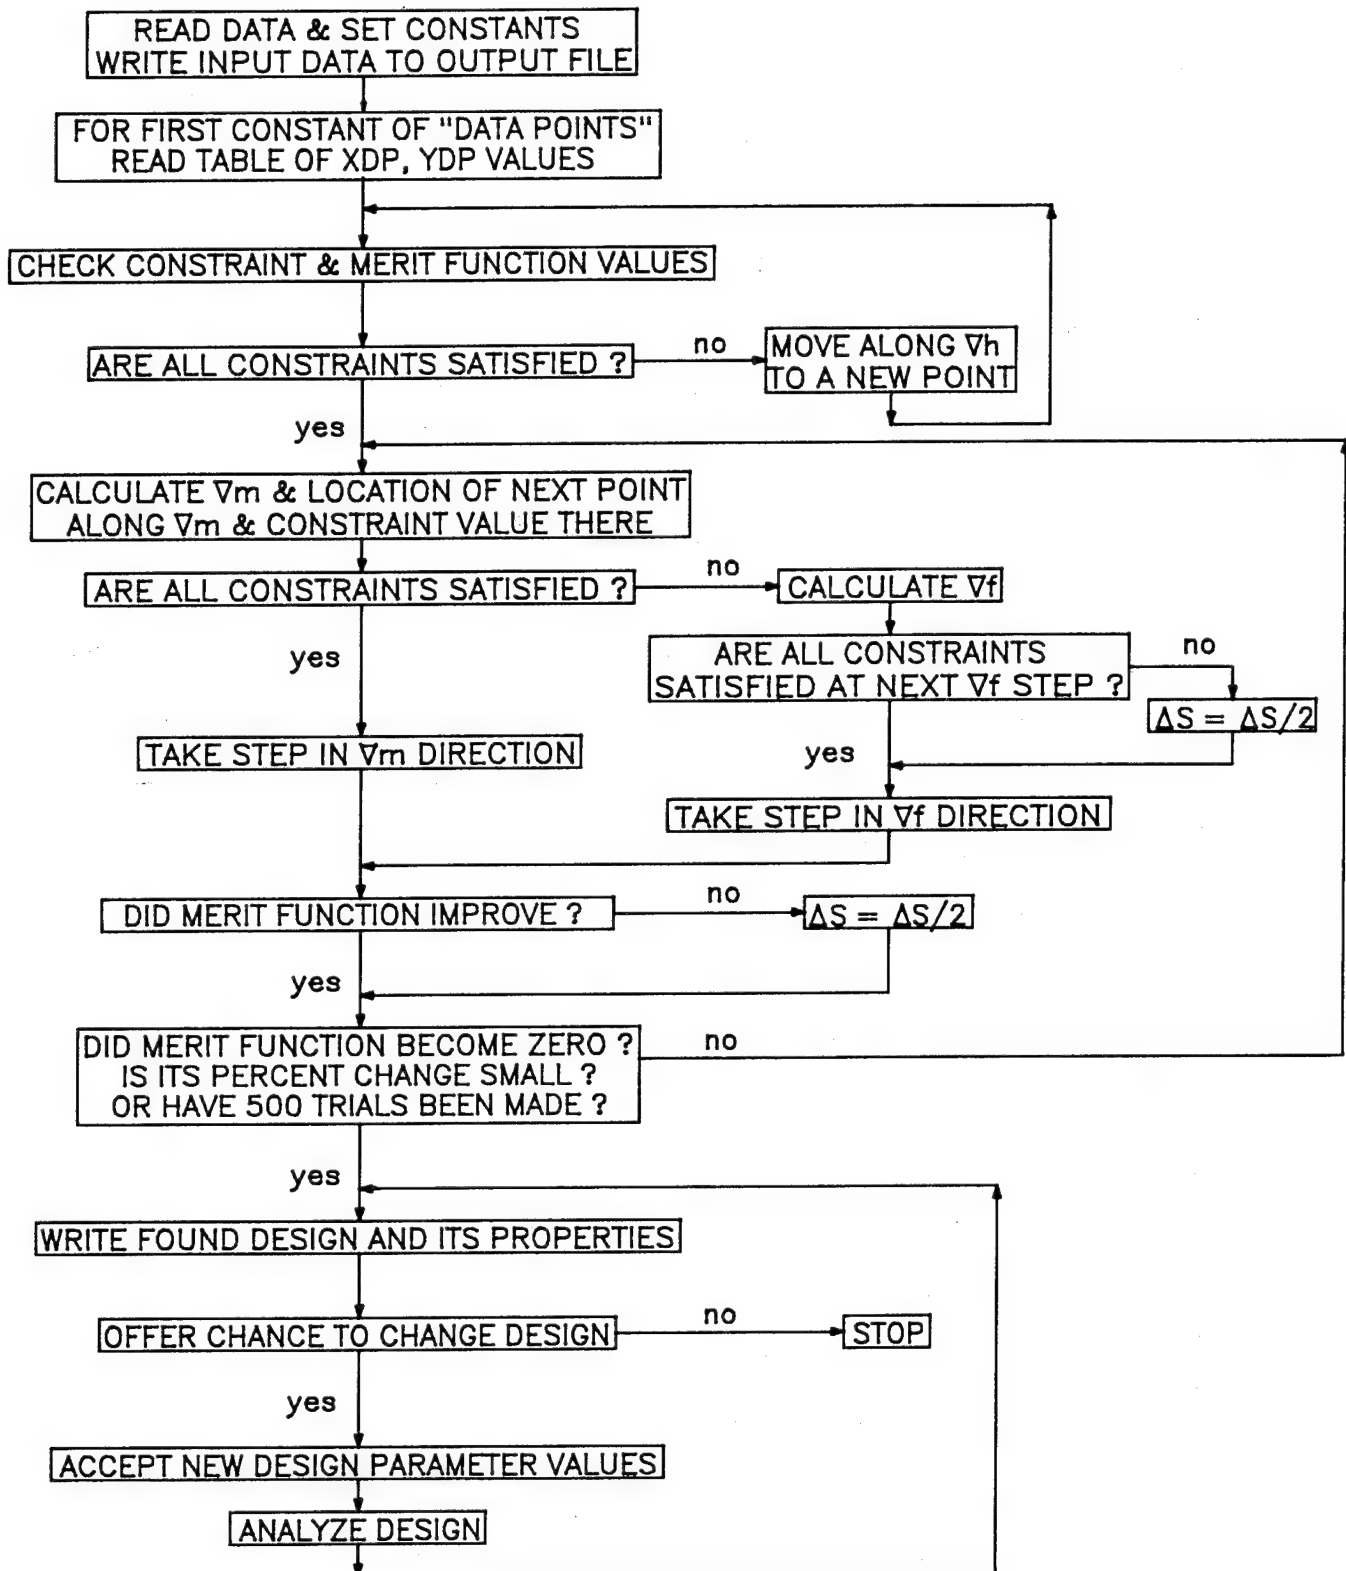 READ DATA & SET CONSTANTS
WRITE INPUT DATA TO OUTPUT FILE
FOR FIRST CONSTANT OF "DATA POINTS"
READ TABLE OF XDP, YDP VALUES
CHECK CONSTRAINT & MERIT FUNCTION VALUES
ARE ALL CONSTRAINTS SATISFIED ?
no
MOVE ALONG ∇h
TO A NEW POINT
yes
CALCULATE ∇m & LOCATION OF NEXT POINT
ALONG ∇m & CONSTRAINT VALUE THERE
ARE ALL CONSTRAINTS SATISFIED ?
no
CALCULATE ∇f
yes
ARE ALL CONSTRAINTS
SATISFIED AT NEXT ∇f STEP ?
no
ΔS = ΔS/2
TAKE STEP IN ∇m DIRECTION
yes
TAKE STEP IN ∇f DIRECTION
DID MERIT FUNCTION IMPROVE ?
no
ΔS = ΔS/2
yes
DID MERIT FUNCTION BECOME ZERO ?
IS ITS PERCENT CHANGE SMALL ?
OR HAVE 500 TRIALS BEEN MADE ?
no
yes
WRITE FOUND DESIGN AND ITS PROPERTIES
OFFER CHANCE TO CHANGE DESIGN
no
STOP
yes
ACCEPT NEW DESIGN PARAMETER VALUES
ANALYZE DESIGN